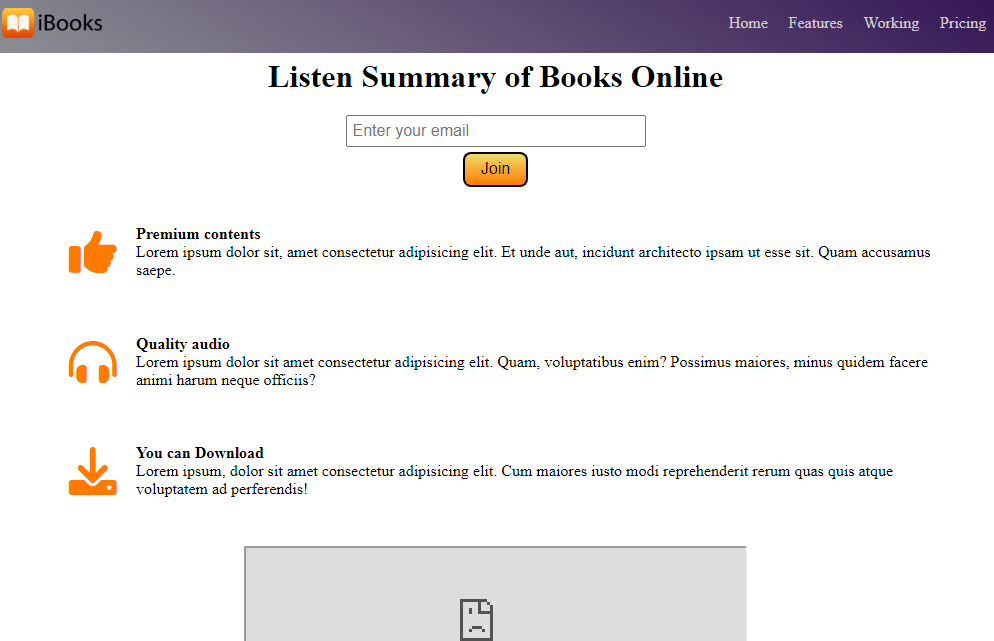 iBooks
Home Features Working Pricing
Listen Summary of Books Online
Enter your email
Join
Premium contents
Lorem ipsum dolor sit, amet consectetur adipisicing elit. Et unde aut, incidunt architecto ipsam ut esse sit. Quam accusamus
saepe.
Quality audio
Lorem ipsum dolor sit amet consectetur adipisicing elit. Quam, voluptatibus enim? Possimus maiores, minus quidem facere
animi harum neque officiis?
You can Download
Lorem ipsum, dolor sit amet consectetur adipisicing elit. Cum maiores iusto modi reprehenderit rerum quas quis atque
voluptatem ad perferendis!